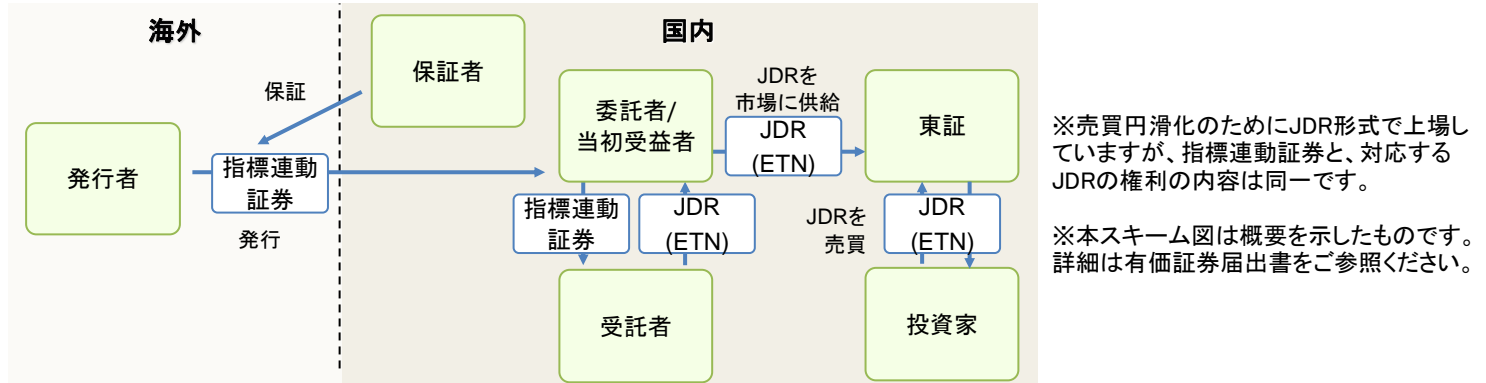 海外
国内
保証者
保証
発行者
指標連動
証券
発行
委託者/
当初受益者
JDRを
市場に供給
JDR
(ETN)
東証
指標連動
証券
JDR
(ETN)
JDRを
売買
JDR
(ETN)
受託者
投資家
※売買円滑化のためにJDR形式で上場し
ていますが、指標連動証券と、対応する
JDRの権利の内容は同一です。
※本スキーム図は概要を示したものです。
詳細は有価証券届出書をご参照ください。